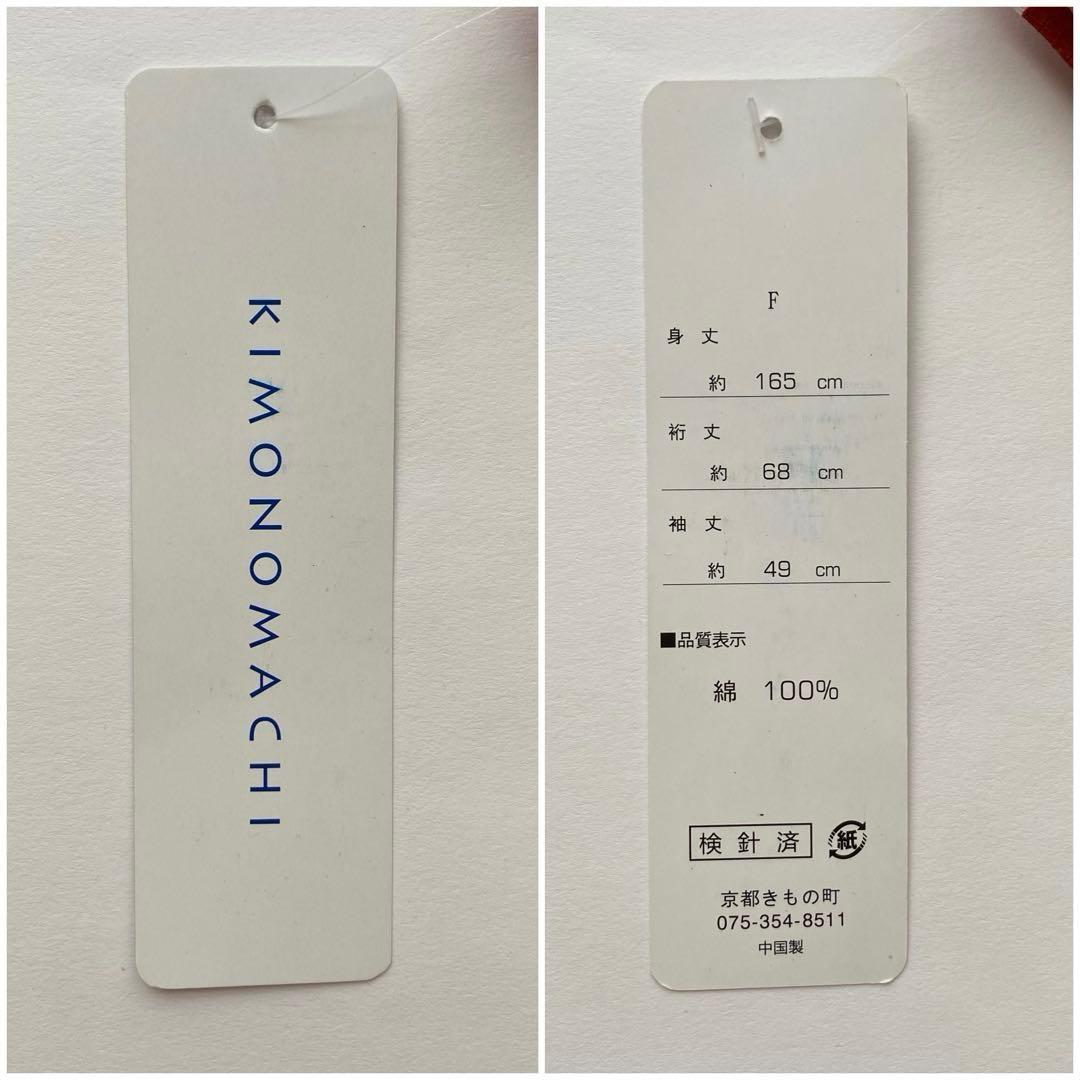 KIMONOMACHI
F
身丈
約 165 cm
裄丈
約 68 cm
袖丈
約 49 cm
■品質表示
綿 100%
検針済
紙
京都きもの町
075-354-8511
中国製